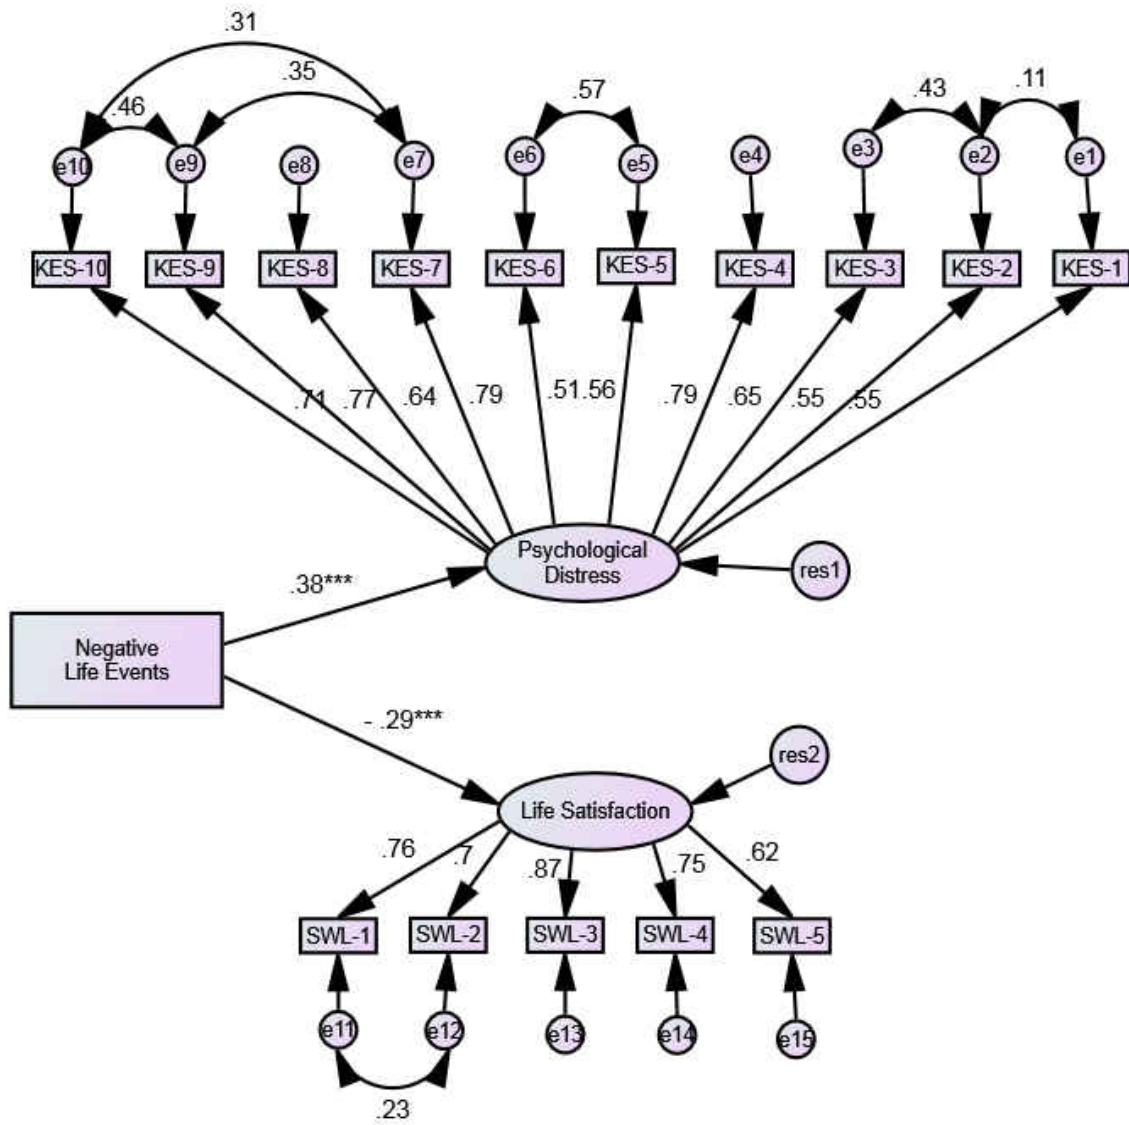 .31
.35
.46
.57
.43
.11
e10
e9
e8
e7
e6
e5
e4
e3
e2
e1
KES-10
KES-9
KES-8
KES-7
KES-6
KES-5
KES-4
KES-3
KES-2
KES-1
.71
.77
.64
.79
.51
.56
.79
.65
.55
.55
Psychological
Distress
res1
.38***
Negative
Life Events
- .29***
res2
Life Satisfaction
.76
.7
.87
.75
.62
SWL-1
SWL-2
SWL-3
SWL-4
SWL-5
e11
e12
e13
e14
e15
.23